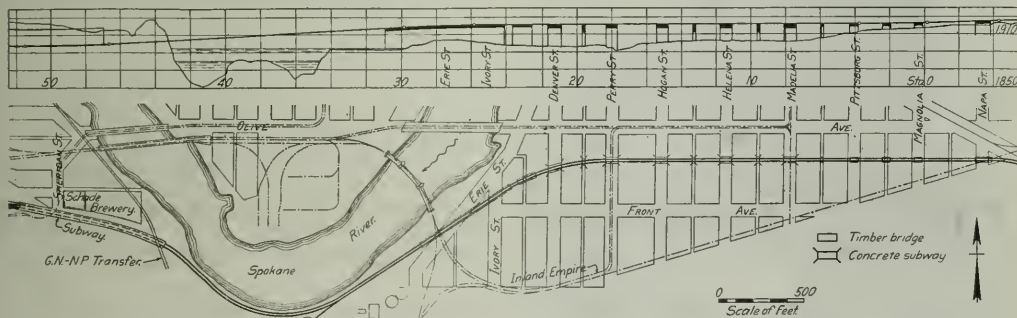 1910
50
40
30
ERIE ST.
IVORY ST.
DENVER ST.
20
PERRY ST.
HOGAN ST.
HELENA ST.
10
MADELIA ST.
PITTSBURG ST.
MAGNOLIA ST.
Sta. 0
NAPA ST.
1850
OLIVE AVE.
SHERIDAN ST.
Schade Brewery.
Subway.
G.N.-NP Transfer.
Spokane River.
ERIE ST.
IVORY ST.
FRONT AVE.
Inland Empire
Timber bridge
Concrete subway
0 500
Scale of Feet.